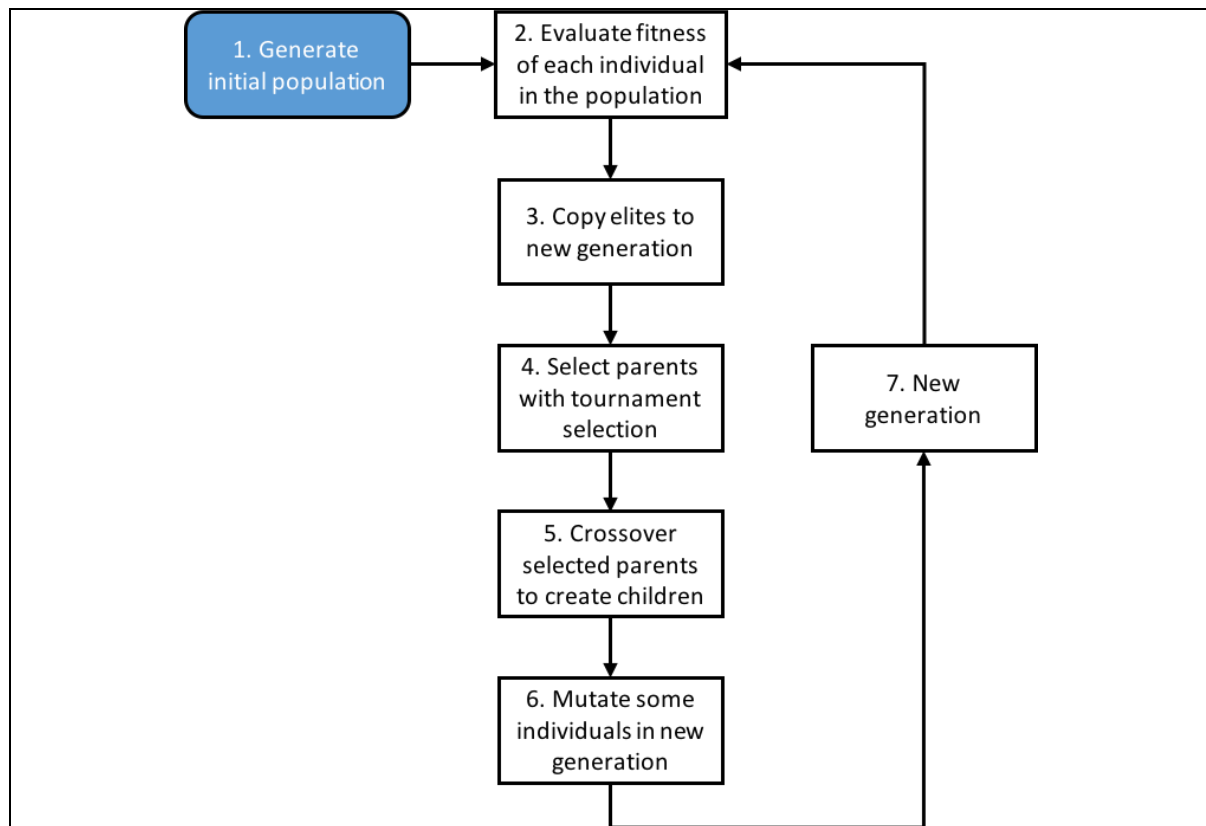 1. Generate
initial population
2. Evaluate fitness
of each individual
in the population
3. Copy elites to
new generation
4. Select parents
with tournament
selection
7. New
generation
5. Crossover
selected parents
to create children
6. Mutate some
individuals in new
generation